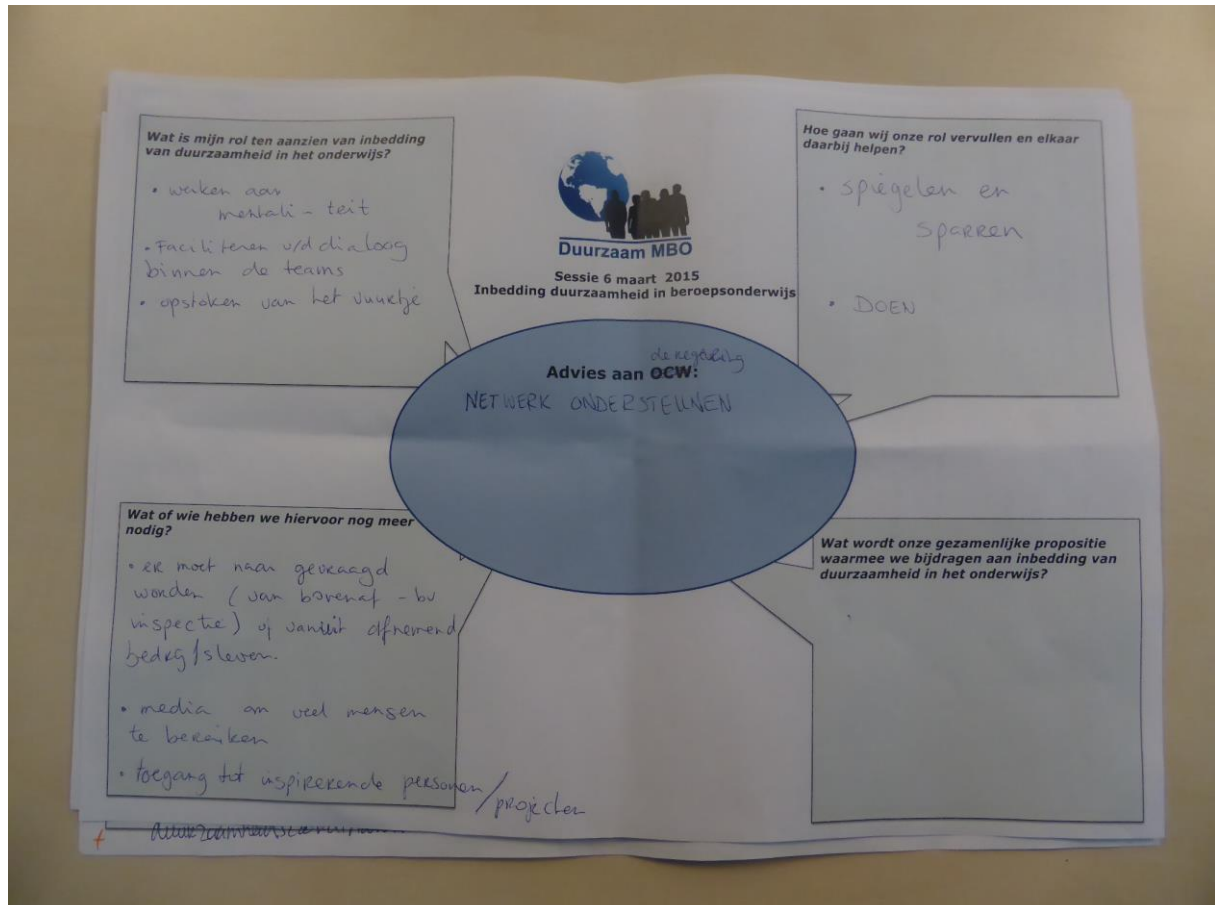 Wat is mijn rol ten aanzien van inbedding
van duurzaamheid in het onderwijs?
• werken aan
mentali-teit
• Faciliteren v/d dialoog
binnen de teams
• opstoken van het vuurtje
Duurzaam MBO
Sessie 6 maart 2015
Inbedding duurzaamheid in beroepsonderwijs
Hoe gaan wij onze rol vervullen en elkaar
daarbij helpen?
• spiegelen en
sparren
• DOEN
de regering
Advies aan OCW:
NETWERK ONDERSTEUNEN
Wat of wie hebben we hiervoor nog meer
nodig?
• er moet naar gevraagd
worden (van bovenaf - bv
inspectie) of vanuit afnemend
bedrijfsleven.
• media om veel mensen
te bereiken
• toegang tot inspirerende personen/projecten
Wat wordt onze gezamenlijke propositie
waarmee we bijdragen aan inbedding van
duurzaamheid in het onderwijs?